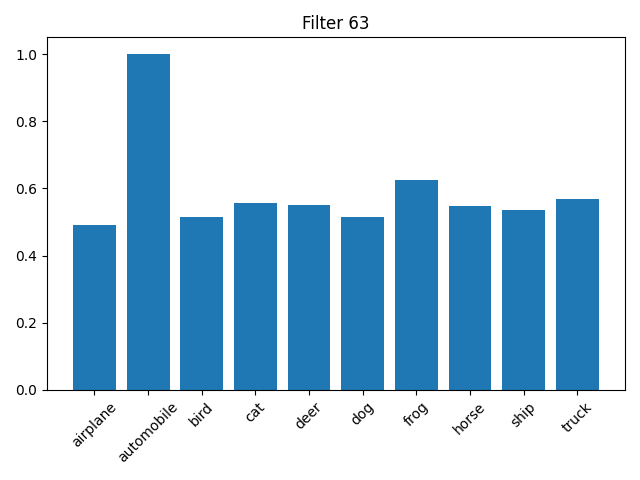 Filter 63
1.0
0.8
0.6
0.4
0.2
0.0
airplane
automobile
bird
cat
deer
dog
frog
horse
ship
truck